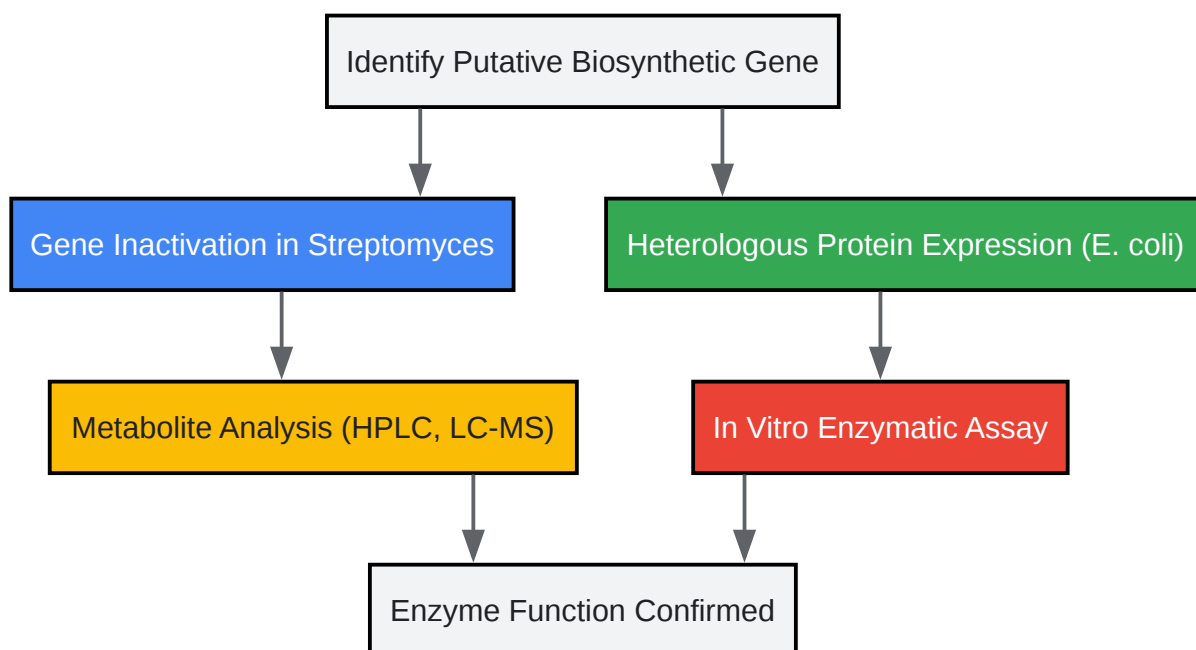 Identify Putative Biosynthetic Gene
Gene Inactivation in Streptomyces
Heterologous Protein Expression (E. coli)
Metabolite Analysis (HPLC, LC-MS)
In Vitro Enzymatic Assay
Enzyme Function Confirmed